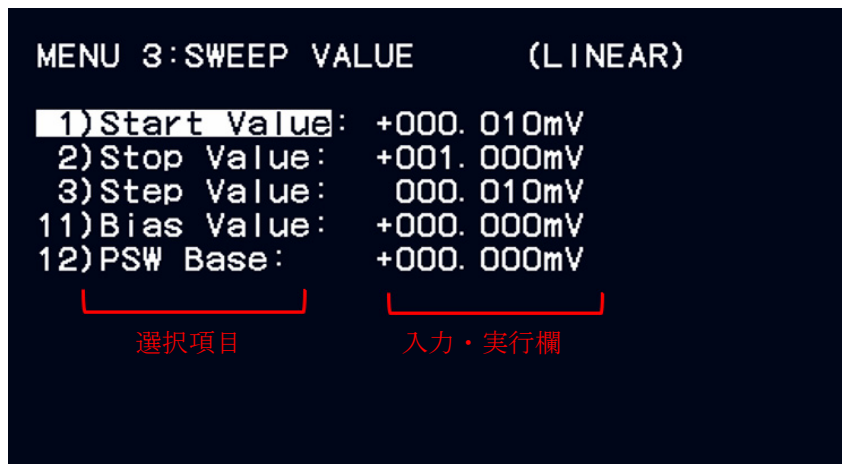 MENU 3:SWEEP VALUE (LINEAR)
1)Start Value: +000.010mV
2)Stop Value: +001.000mV
3)Step Value: 000.010mV
11)Bias Value: +000.000mV
12)PSW Base: +000.000mV
選択項目 入力・実行欄